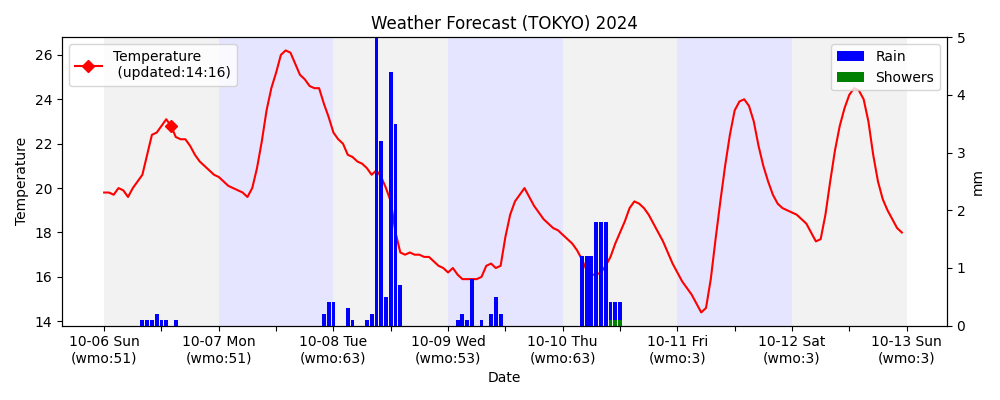 Weather Forecast (TOKYO) 2024
Temperature
(updated:14:16)
Rain
Showers
26
24
22
20
18
16
14
Temperature
5
4
3
2
1
0
mm
10-06 Sun 10-07 Mon 10-08 Tue 10-09 Wed 10-10 Thu 10-11 Fri 10-12 Sat 10-13 Sun
(wmo:51) (wmo:51) (wmo:63) (wmo:53) (wmo:63) (wmo:3) (wmo:3) (wmo:3)
Date